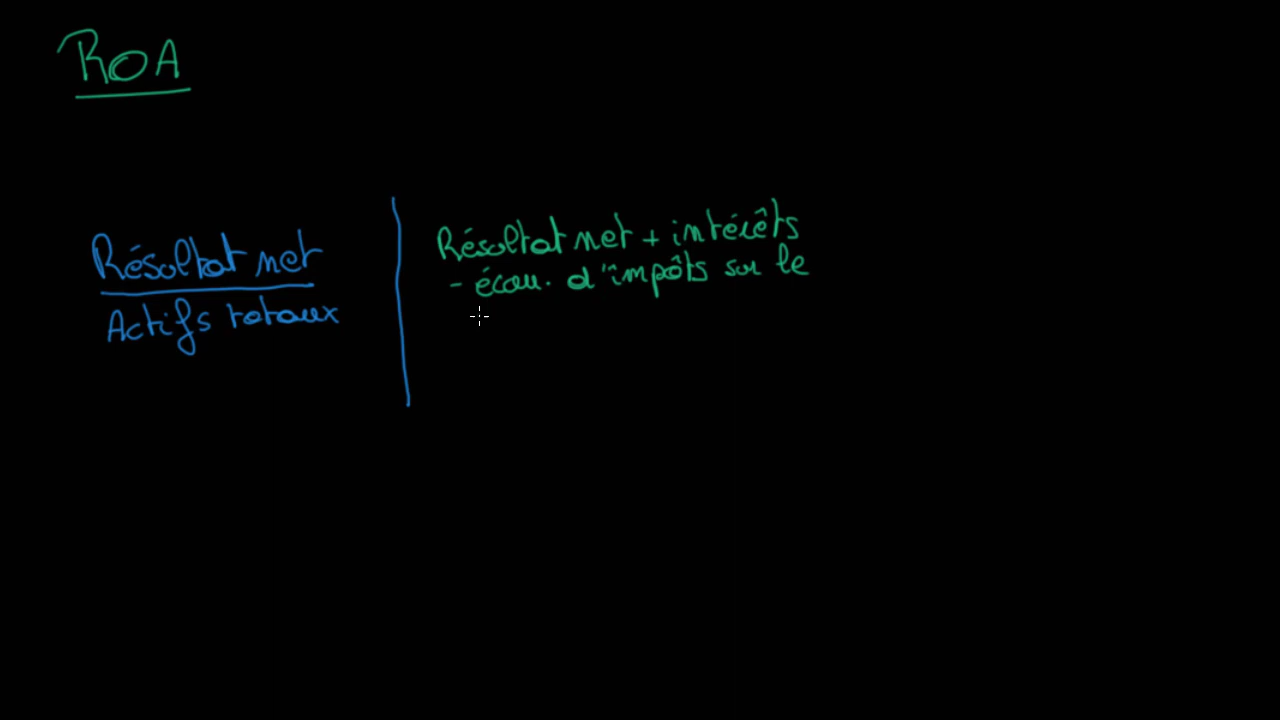 ROA
Résultat net
Actifs totaux
Résultat net + intérêts
- écon. d'impôts sur le